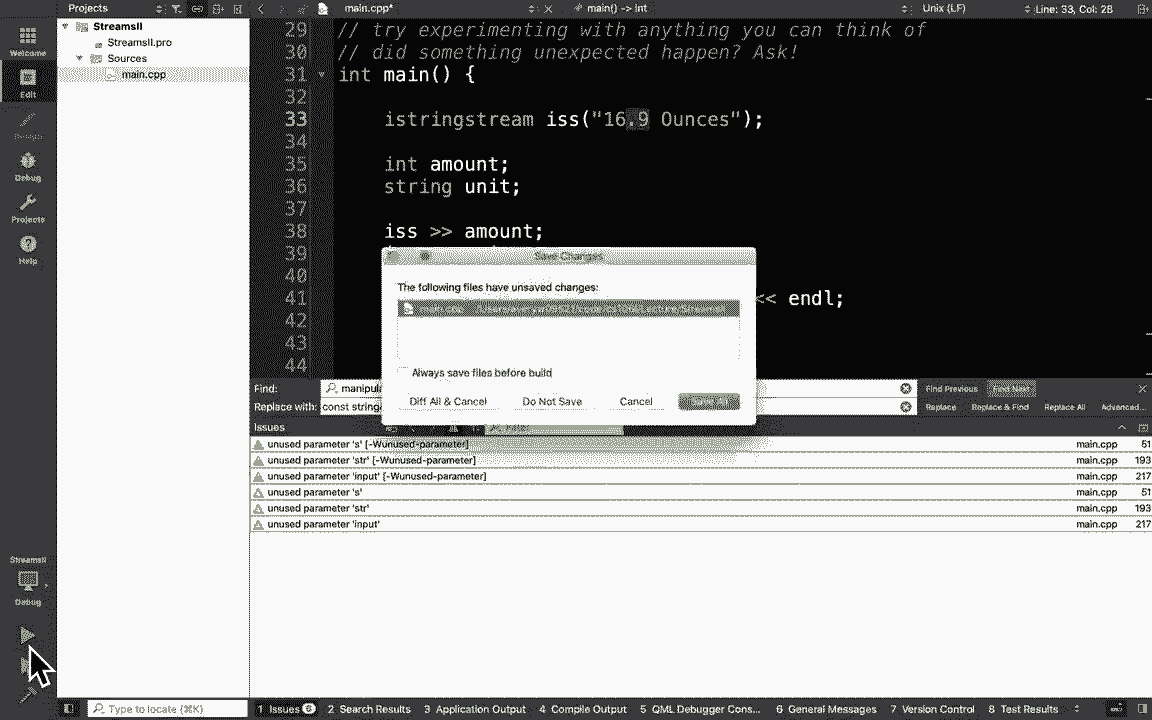 Projects
main.cpp*
main() -> int
Unix (LF)
Line: 33, Col: 28
Welcome
Edit
Design
Debug
Projects
Help
StreamsII
Debug
StreamsII
StreamsII.pro
Sources
main.cpp
29 // try experimenting with anything you can think of
30 // did something unexpected happen? Ask!
31 int main() {
32
33 istringstream iss("16.9 Ounces");
34
35 int amount;
36 string unit;
37
38 iss >> amount;
39
40
41 << endl;
42
43
44
Save Changes
The following files have unsaved changes:
main.cpp
Always save files before build
Diff All & Cancel
Do Not Save
Cancel
Save All
Find:
manipul
Find Previous
Find Next
Replace with:
const string
Replace
Replace & Find
Replace All
Advanced...
Issues
Filter
unused parameter 's' [-Wunused-parameter] main.cpp 51
unused parameter 'str' [-Wunused-parameter] main.cpp 193
unused parameter 'input' [-Wunused-parameter] main.cpp 217
unused parameter 's' main.cpp 51
unused parameter 'str' main.cpp 193
unused parameter 'input' main.cpp 217
Type to locate (⌘K)
1 Issues 6
2 Search Results
3 Application Output
4 Compile Output
5 QML Debugger Cons...
6 General Messages
7 Version Control
8 Test Results